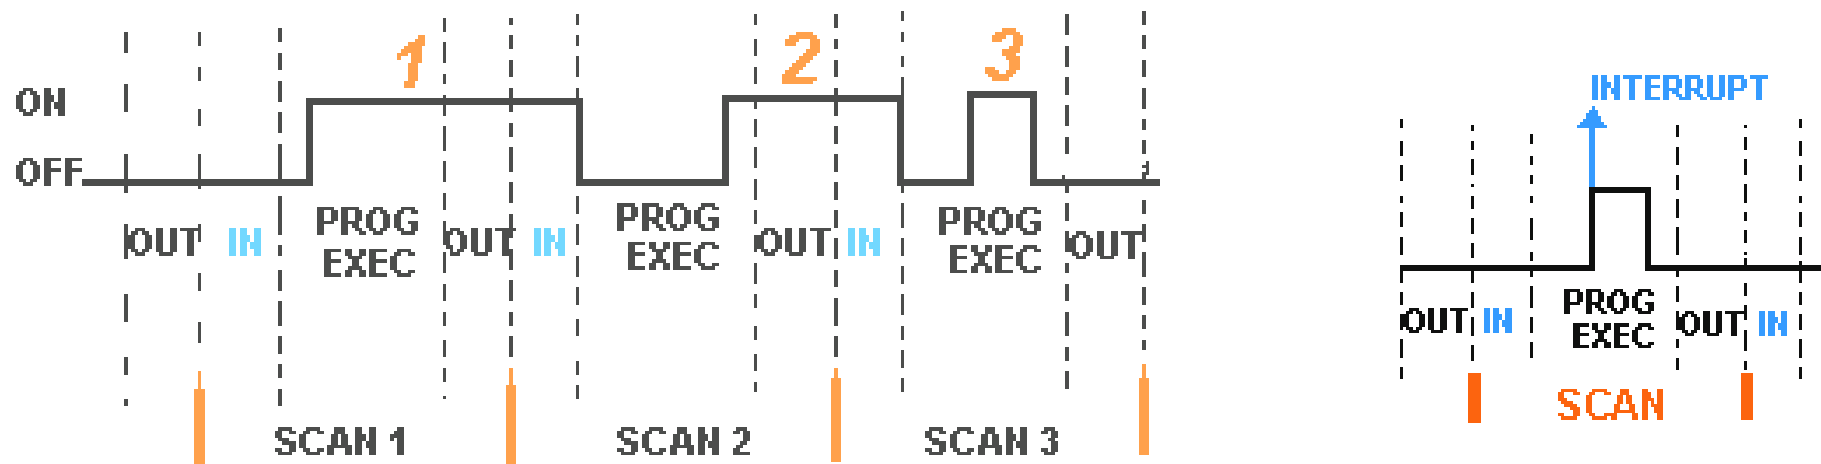 1 2 3
ON
OFF
OUT IN PROG EXEC OUT IN PROG EXEC OUT IN PROG EXEC OUT
SCAN 1 SCAN 2 SCAN 3
INTERRUPT
OUT IN PROG EXEC OUT IN
SCAN